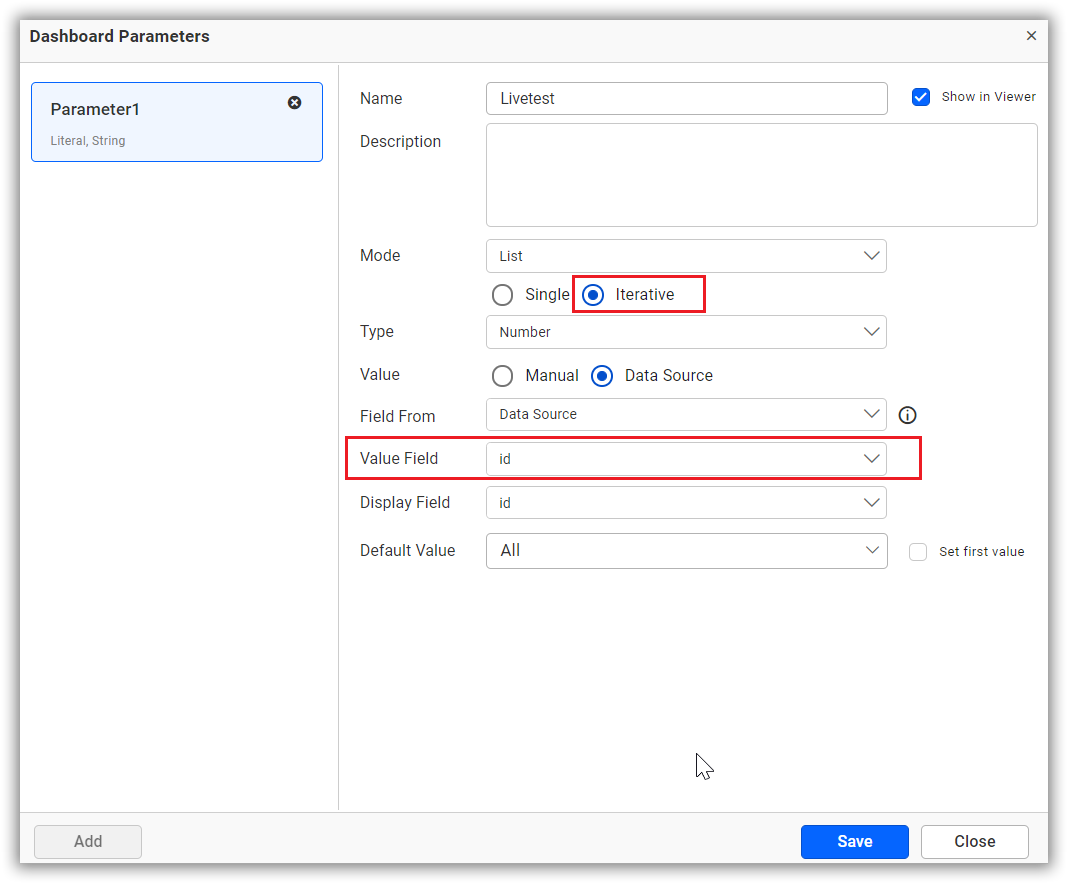 Dashboard Parameters
Parameter1
Literal, String
Name
Livetest
Show in Viewer
Description
Mode
List
Single
Iterative
Type
Number
Value
Manual
Data Source
Field From
Data Source
Value Field
id
Display Field
id
Default Value
All
Set first value
Add
Save
Close